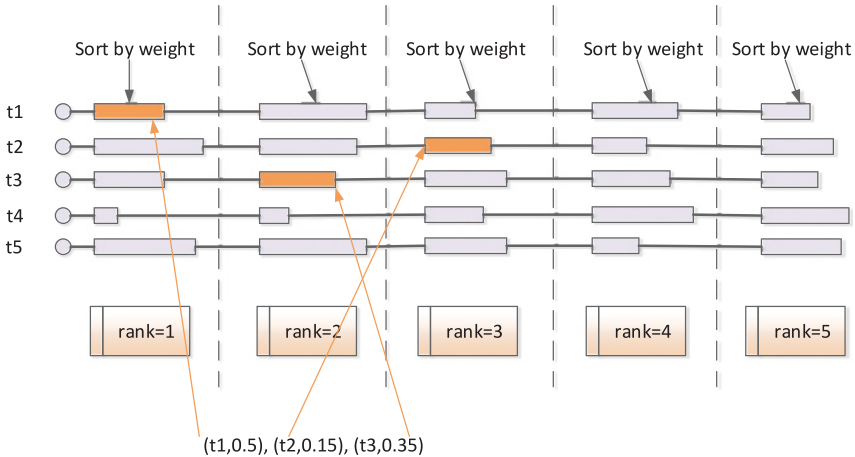 Sort by weight Sort by weight Sort by weight Sort by weight Sort by weight
t1
t2
t3
t4
t5
rank=1 rank=2 rank=3 rank=4 rank=5
(t1,0.5), (t2,0.15), (t3,0.35)